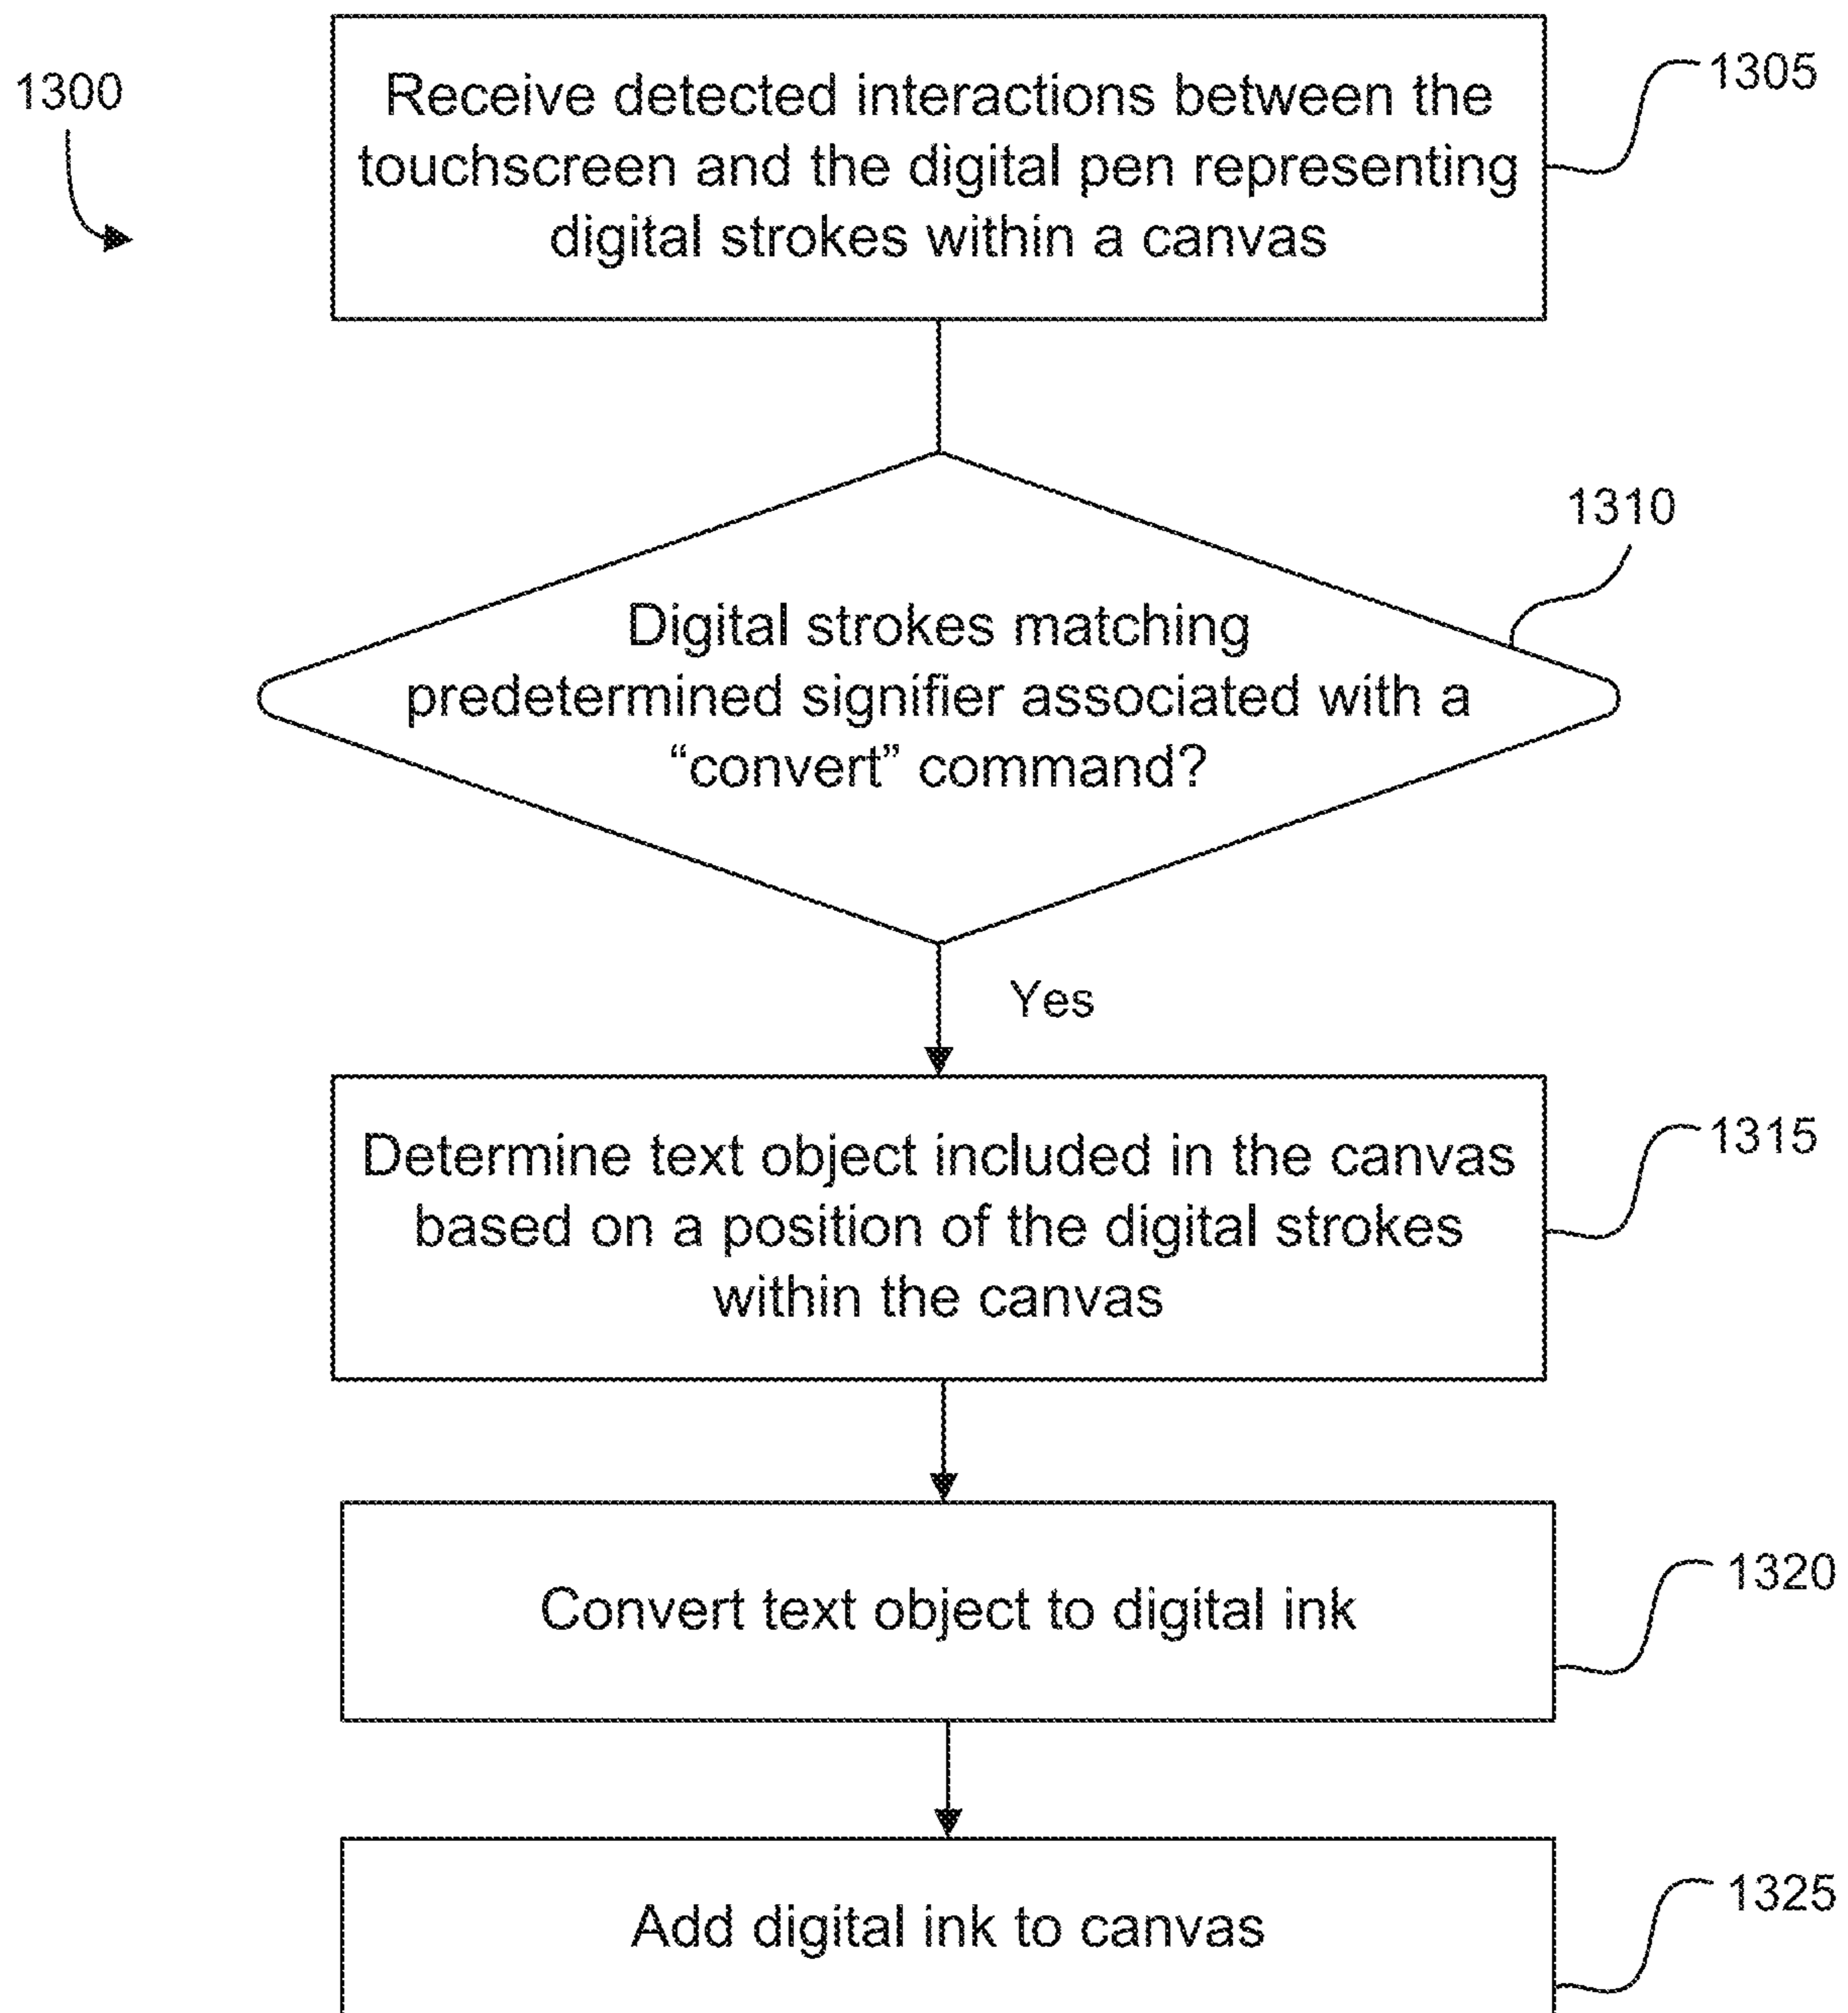 1300
Receive detected interactions between the
touchscreen and the digital pen representing
digital strokes within a canvas
1305
1310
Digital strokes matching
predetermined signifier associated with a
“convert” command?
Yes
Determine text object included in the canvas
based on a position of the digital strokes
within the canvas
1315
Convert text object to digital ink
1320
Add digital ink to canvas
1325